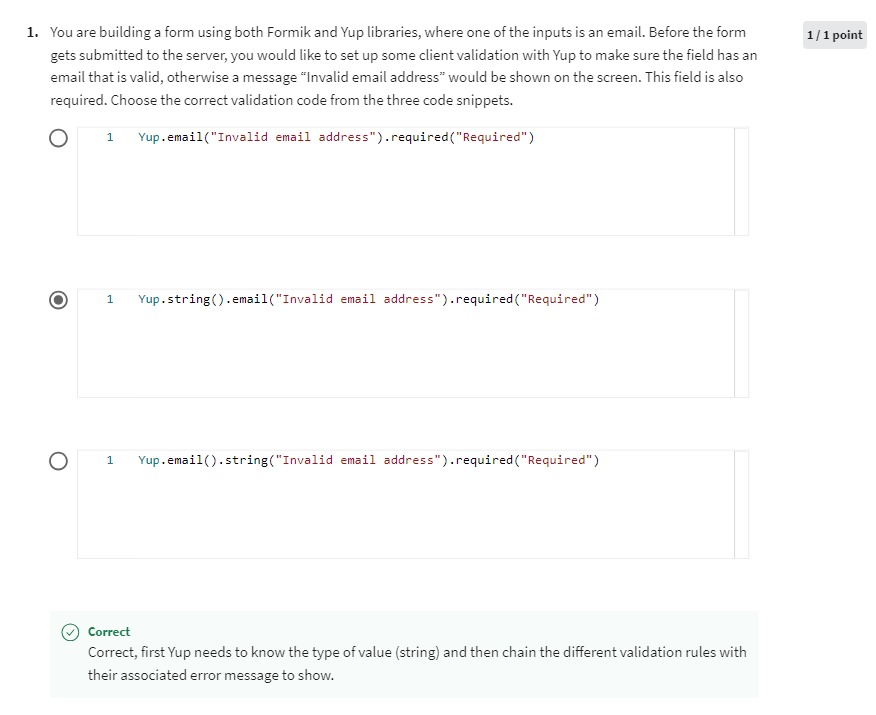 1. You are building a form using both Formik and Yup libraries, where one of the inputs is an email. Before the form
1 / 1 point
gets submitted to the server, you would like to set up some client validation with Yup to make sure the field has an
email that is valid, otherwise a message “Invalid email address” would be shown on the screen. This field is also
required. Choose the correct validation code from the three code snippets.
1 Yup.email("Invalid email address").required("Required")
1 Yup.string().email("Invalid email address").required("Required")
1 Yup.email().string("Invalid email address").required("Required")
Correct
Correct, first Yup needs to know the type of value (string) and then chain the different validation rules with
their associated error message to show.